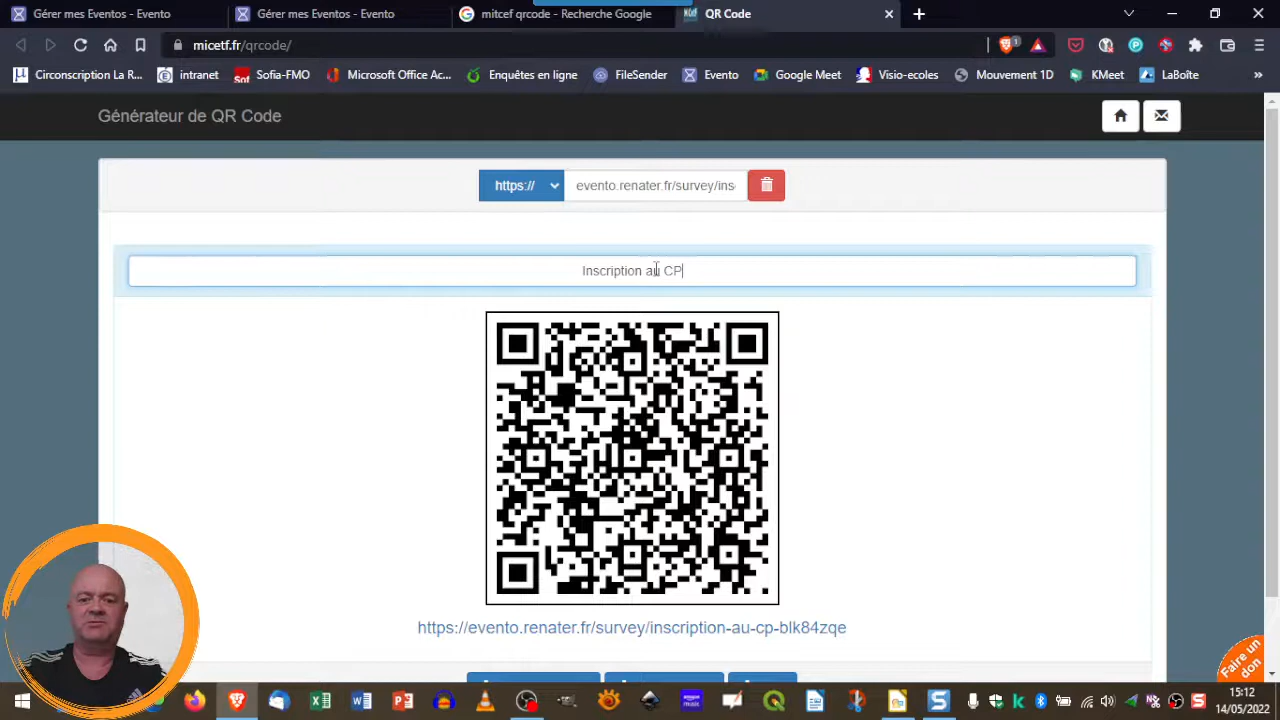 Gérer mes Eventos - Evento
Gérer mes Eventos - Evento
mitcef qrcode - Recherche Google
QR Code
micetf.fr/qrcode/
1
Circonscription La R...
intranet
Sofia-FMO
Microsoft Office Ac...
Enquêtes en ligne
FileSender
Evento
Google Meet
Visio-ecoles
Mouvement 1D
KMeet
LaBoîte
»
Générateur de QR Code
https://
evento.renater.fr/survey/ins
Inscription au CP
https://evento.renater.fr/survey/inscription-au-cp-blk84zqe
Faire un
don
15:12
14/05/2022